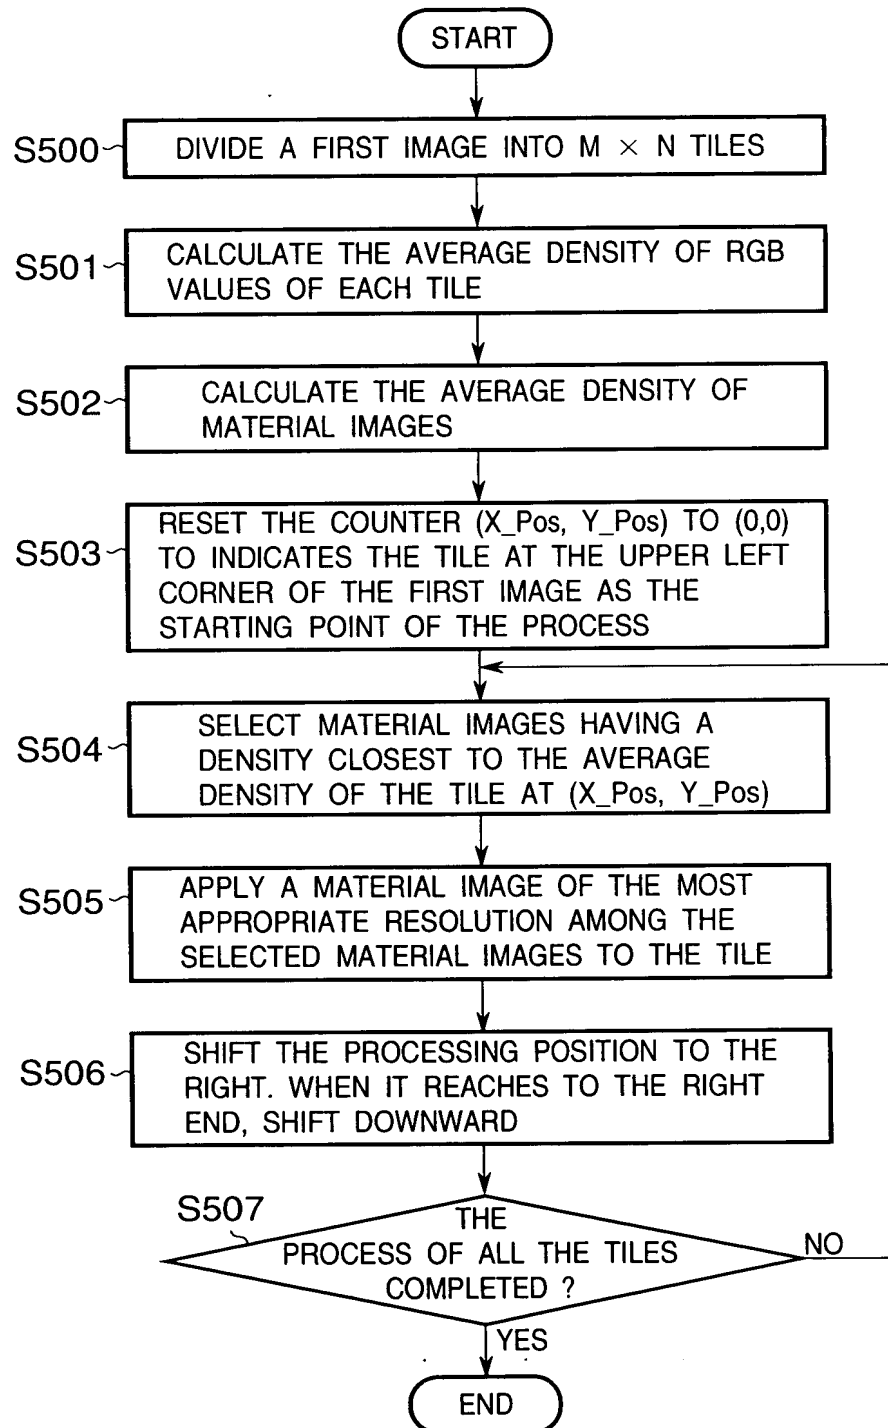 START
S500
DIVIDE A FIRST IMAGE INTO M × N TILES
S501
CALCULATE THE AVERAGE DENSITY OF RGB
VALUES OF EACH TILE
S502
CALCULATE THE AVERAGE DENSITY OF
MATERIAL IMAGES
S503
RESET THE COUNTER (X_Pos, Y_Pos) TO (0,0)
TO INDICATES THE TILE AT THE UPPER LEFT
CORNER OF THE FIRST IMAGE AS THE
STARTING POINT OF THE PROCESS
S504
SELECT MATERIAL IMAGES HAVING A
DENSITY CLOSEST TO THE AVERAGE
DENSITY OF THE TILE AT (X_Pos, Y_Pos)
S505
APPLY A MATERIAL IMAGE OF THE MOST
APPROPRIATE RESOLUTION AMONG THE
SELECTED MATERIAL IMAGES TO THE TILE
S506
SHIFT THE PROCESSING POSITION TO THE
RIGHT. WHEN IT REACHES TO THE RIGHT
END, SHIFT DOWNWARD
S507
THE
PROCESS OF ALL THE TILES
COMPLETED ?
NO
YES
END